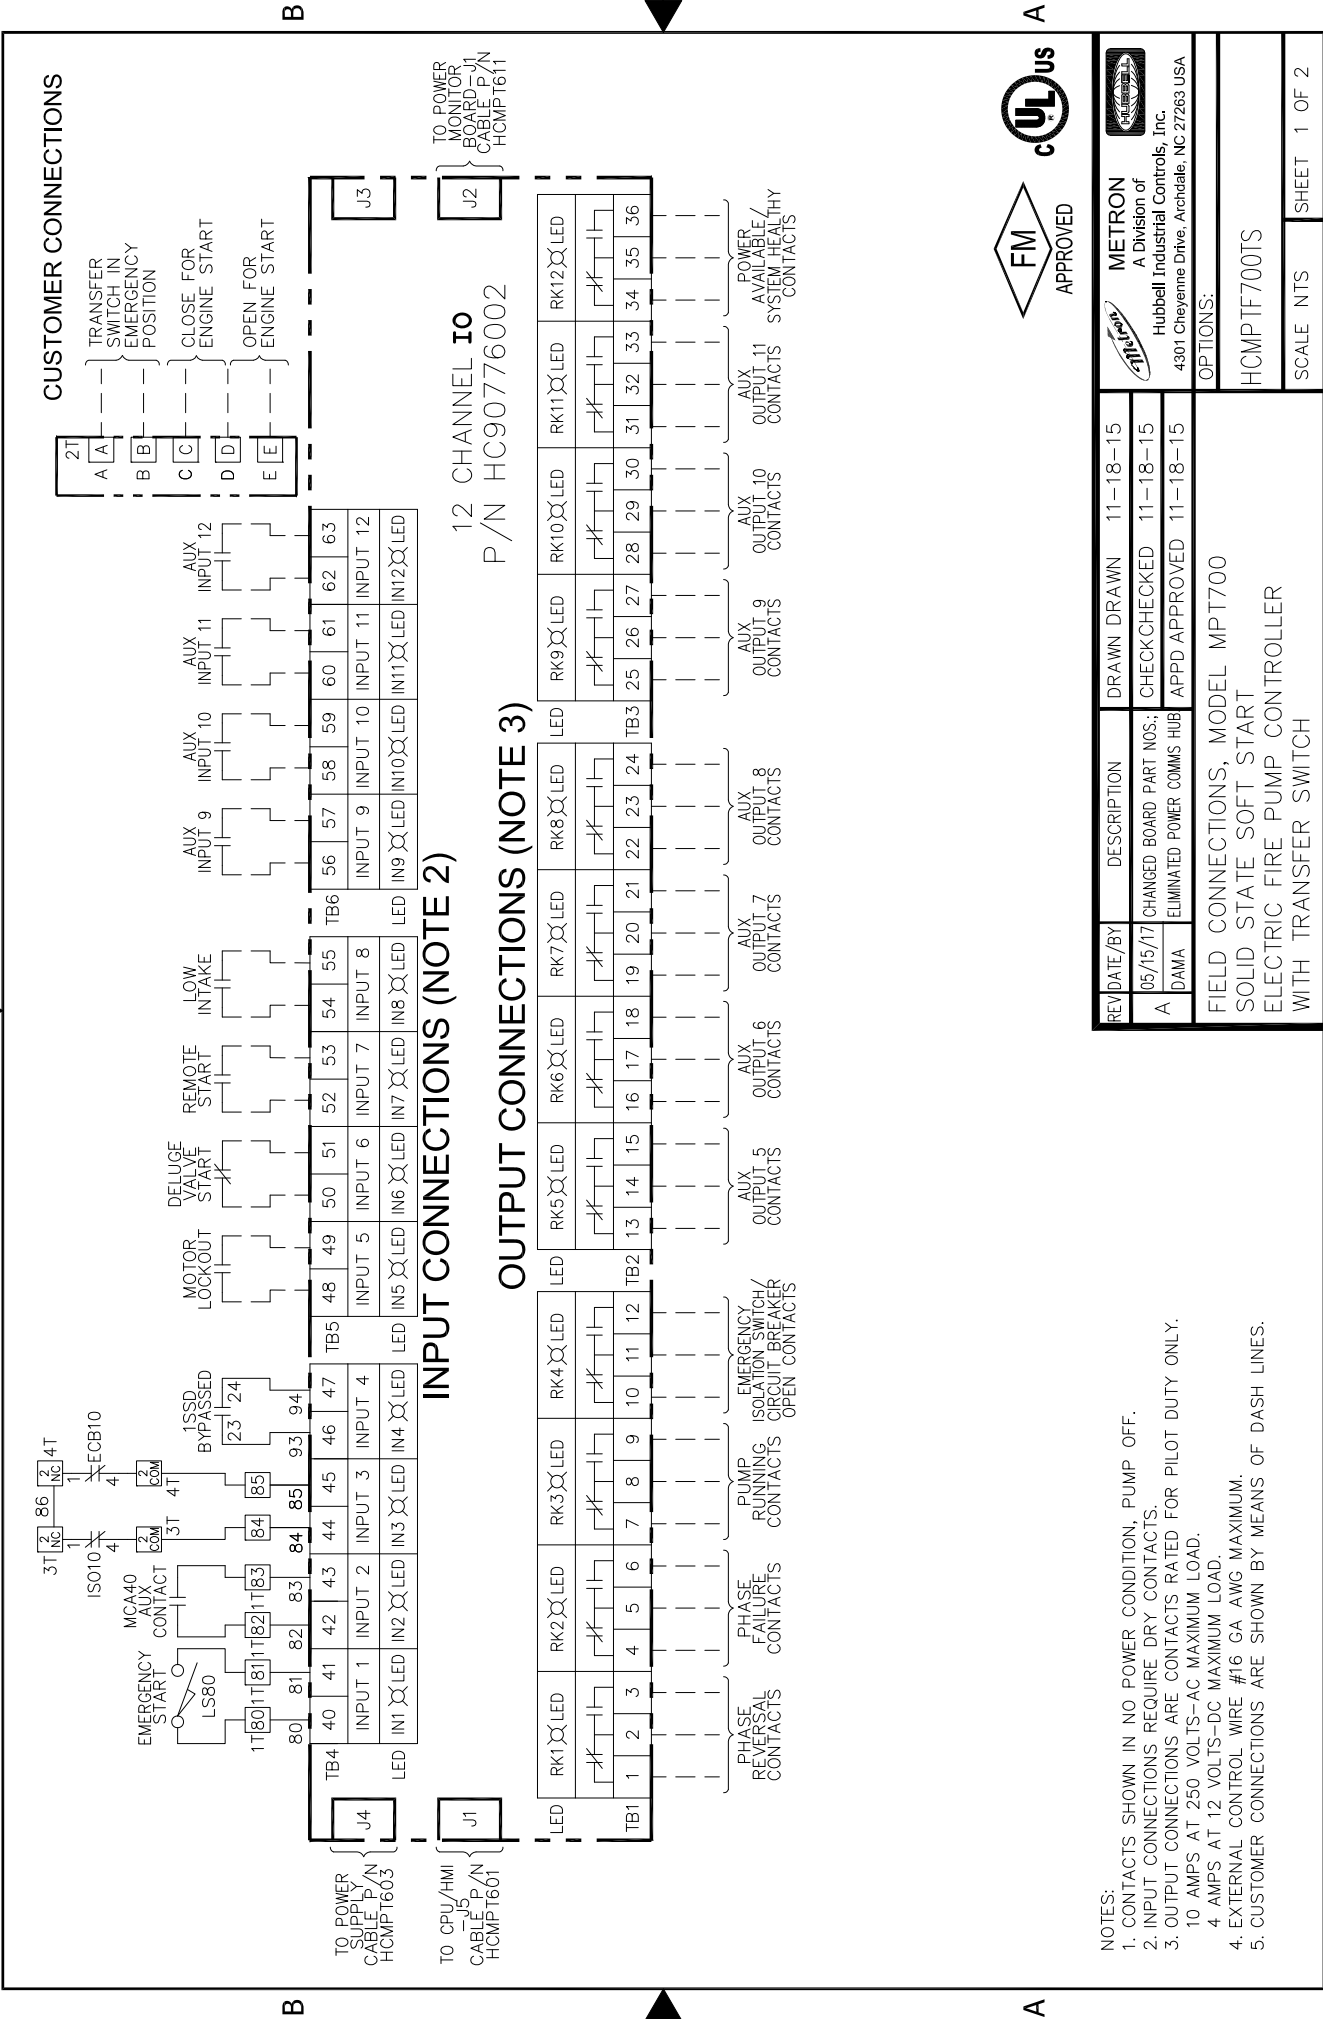 B
A
CUSTOMER CONNECTIONS
2T
A A
B B
C C
D D
E E
TRANSFER
SWITCH IN
EMERGENCY
POSITION
CLOSE FOR
ENGINE START
OPEN FOR
ENGINE START
3T 2 NC
86
2 NC 4T
1
ISO10
4
1
ECB10
4
2 COM
3T
2 COM
4T
EMERGENCY
START
LS80
MCA40
AUX
CONTACT
1SSD
BYPASSED
23 24
MOTOR
LOCKOUT
DELUGE
VALVE
START
REMOTE
START
LOW
INTAKE
AUX
INPUT 9
AUX
INPUT 10
AUX
INPUT 11
AUX
INPUT 12
1T 80 1T 81 1T 82 1T 83 84 85
80 81 82 83 84 85 93 94
TO POWER
SUPPLY
CABLE P/N
HCMPT603
J4
TB4 40 41 42 43 44 45 46 47
INPUT 1 INPUT 2 INPUT 3 INPUT 4
LED IN1 LED IN2 LED IN3 LED IN4 LED
TB5 48 49 50 51 52 53 54 55
INPUT 5 INPUT 6 INPUT 7 INPUT 8
LED IN5 LED IN6 LED IN7 LED IN8 LED
TB6 56 57 58 59 60 61 62 63
INPUT 9 INPUT 10 INPUT 11 INPUT 12
LED IN9 LED IN10 LED IN11 LED IN12 LED
J3
INPUT CONNECTIONS (NOTE 2)
12 CHANNEL IO
P/N HC90776002
TO CPU/HMI
-J5
CABLE P/N
HCMPT601
J1
J2
TO POWER
MONITOR
BOARD-J1
CABLE P/N
HCMPT611
OUTPUT CONNECTIONS (NOTE 3)
LED RK1 LED RK2 LED RK3 LED RK4 LED
LED RK5 LED RK6 LED RK7 LED RK8 LED
LED RK9 LED RK10 LED RK11 LED RK12 LED
TB1 1 2 3 4 5 6 7 8 9 10 11 12
TB2 13 14 15 16 17 18 19 20 21 22 23 24
TB3 25 26 27 28 29 30 31 32 33 34 35 36
PHASE
REVERSAL
CONTACTS
PHASE
FAILURE
CONTACTS
PUMP
RUNNING
CONTACTS
EMERGENCY
ISOLATION SWITCH/
CIRCUIT BREAKER
OPEN CONTACTS
AUX
OUTPUT 5
CONTACTS
AUX
OUTPUT 6
CONTACTS
AUX
OUTPUT 7
CONTACTS
AUX
OUTPUT 8
CONTACTS
AUX
OUTPUT 9
CONTACTS
AUX
OUTPUT 10
CONTACTS
AUX
OUTPUT 11
CONTACTS
POWER
AVAILABLE/
SYSTEM HEALTHY
CONTACTS
FM
APPROVED
C UL US
®
NOTES:
1. CONTACTS SHOWN IN NO POWER CONDITION, PUMP OFF.
2. INPUT CONNECTIONS REQUIRE DRY CONTACTS.
3. OUTPUT CONNECTIONS ARE CONTACTS RATED FOR PILOT DUTY ONLY.
10 AMPS AT 250 VOLTS-AC MAXIMUM LOAD.
4 AMPS AT 12 VOLTS-DC MAXIMUM LOAD.
4. EXTERNAL CONTROL WIRE #16 GA AWG MAXIMUM.
5. CUSTOMER CONNECTIONS ARE SHOWN BY MEANS OF DASH LINES.
REV DATE/BY DESCRIPTION
A 05/15/17 CHANGED BOARD PART NOS.;
DAMA ELIMINATED POWER COMMS HUB
DRAWN DRAWN 11-18-15
CHECK CHECKED 11-18-15
APPD APPROVED 11-18-15
Metron
METRON
A Division of
Hubbell Industrial Controls, Inc.
4301 Cheyenne Drive, Archdale, NC 27263 USA
HUBBELL
FIELD CONNECTIONS, MODEL MPT700
SOLID STATE SOFT START
ELECTRIC FIRE PUMP CONTROLLER
WITH TRANSFER SWITCH
OPTIONS:
HCMPTF700TS
SCALE NTS
SHEET 1 OF 2
B
A